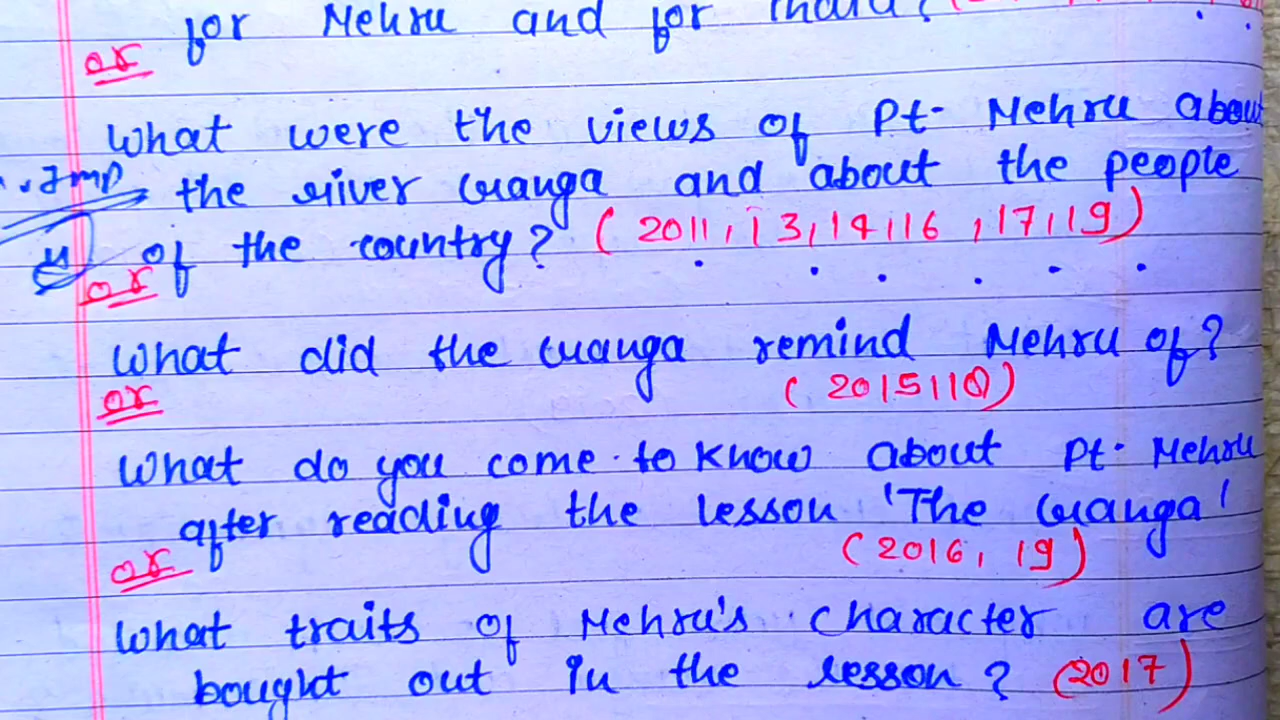 for Nehru and for India?
or
What were the views of Pt. Nehru about
Imp the river Ganga and about the people
of the country? (2011, 13, 14, 16, 17, 19)
or
What did the Ganga remind Nehru of?
or (2015,
What do you come to know about Pt. Nehru
after reading the lesson 'The Ganga'
or (2016, 19)
What traits of Nehru's character are
bought out in the lesson? (2017)